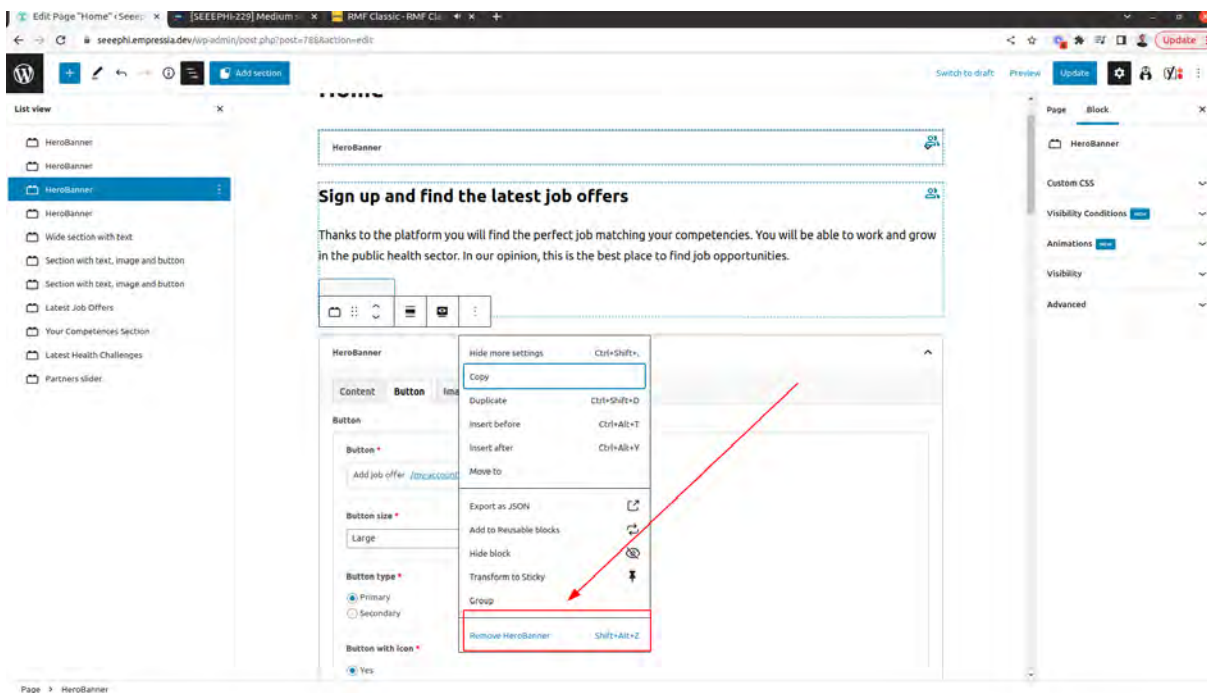 Edit Page "Home" ‹ Seee
[SEEEPHI-229] Medium
RMF Classic - RMF Cl
seeephi.empressia.dev/wp-admin/post.php?post=788&action=edit
Update
Add section
Switch to draft
Preview
Update
List view
HeroBanner
HeroBanner
HeroBanner
HeroBanner
Wide section with text
Section with text, image and button
Section with text, image and button
Latest Job Offers
Your Competences Section
Latest Health Challenges
Partners slider
Home
HeroBanner
Sign up and find the latest job offers
Thanks to the platform you will find the perfect job matching your competencies. You will be able to work and grow
in the public health sector. In our opinion, this is the best place to find job opportunities.
HeroBanner
Content Button Ima
Button
Button *
Add job offer /my-account
Button size *
Large
Button type *
Primary
Secondary
Button with icon *
Yes
Hide more settings Ctrl+Shift+,
Copy
Duplicate Ctrl+Shift+D
Insert before Ctrl+Alt+T
Insert after Ctrl+Alt+Y
Move to
Export as JSON
Add to Reusable blocks
Hide block
Transform to Sticky
Group
Remove HeroBanner Shift+Alt+Z
Page Block
HeroBanner
Custom CSS
Visibility Conditions NEW
Animations NEW
Visibility
Advanced
Page > HeroBanner